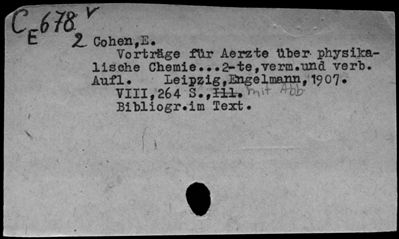 C 678 v
E 2
Cohen,E.
Vorträge für Aerzte über physika-
lische Chemie...2-te,verm.und verb.
Aufl. Leipzig,Engelmann,1907.
VIII,264 S.,Ill. mit Abb
Bibliogr.im Text.